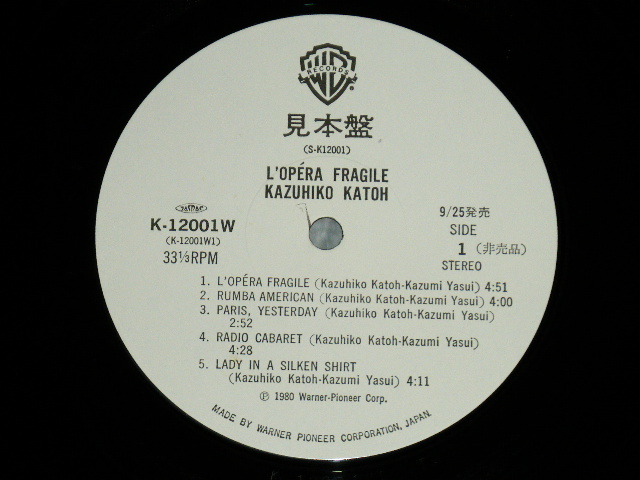 WB
RECORDS
®
見本盤
(S-K12001)
L'OPÉRA FRAGILE
KAZUHIKO KATOH
K-12001W
(K-12001W1)
33⅓RPM
9/25発売
SIDE
1 (非売品)
STEREO
1. L'OPÉRA FRAGILE (Kazuhiko Katoh-Kazumi Yasui) 4:51
2. RUMBA AMERICAN (Kazuhiko Katoh-Kazumi Yasui) 4:00
3. PARIS, YESTERDAY (Kazuhiko Katoh-Kazumi Yasui)
2:52
4. RADIO CABARET (Kazuhiko Katoh-Kazumi Yasui)
4:28
5. LADY IN A SILKEN SHIRT
(Kazuhiko Katoh-Kazumi Yasui) 4:11
℗ 1980 Warner-Pioneer Corp.
MADE BY WARNER PIONEER CORPORATION, JAPAN.